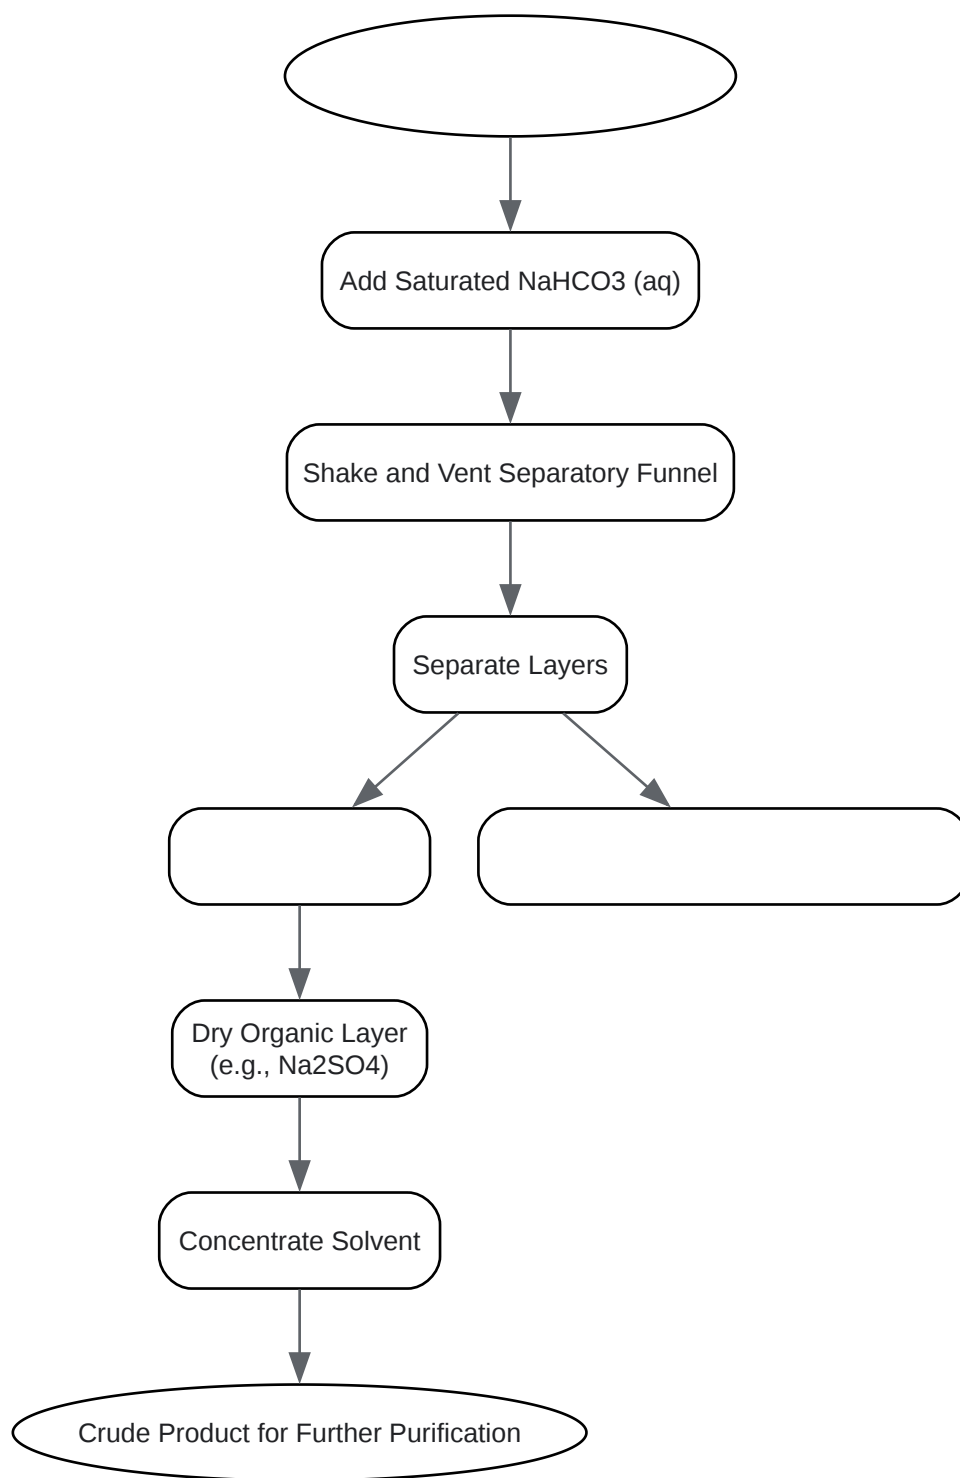 Add Saturated NaHCO3 (aq)
Shake and Vent Separatory Funnel
Separate Layers
Dry Organic Layer
(e.g., Na2SO4)
Concentrate Solvent
Crude Product for Further Purification